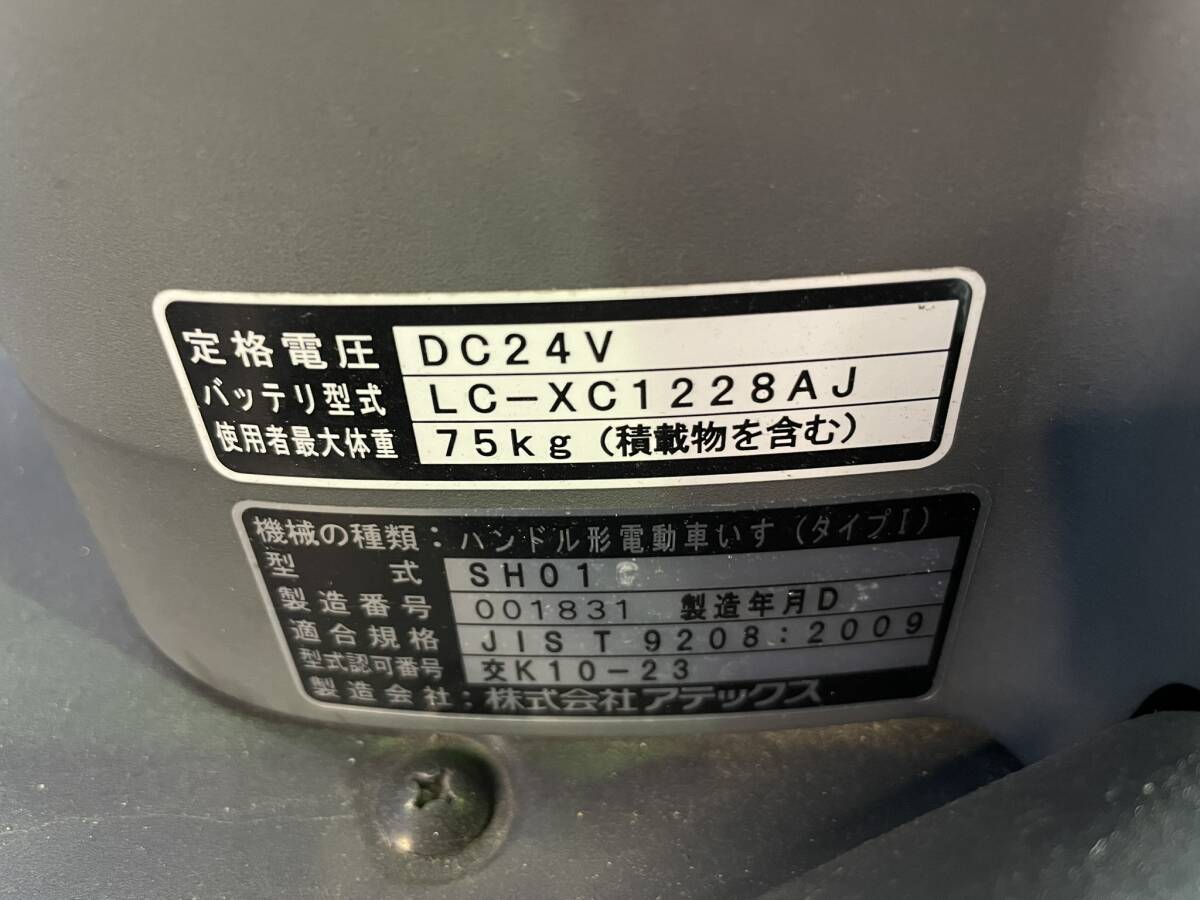 定格電圧 DC24V
バッテリ型式 LC-XC1228AJ
使用者最大体重 75kg (積載物を含む)
機械の種類：ハンドル形電動車いす（タイプⅠ）
型式 SH01
製造番号 001831 製造年月D
適合規格 JIS T 9208:2009
型式認可番号 交K10-23
製造会社：株式会社アテックス